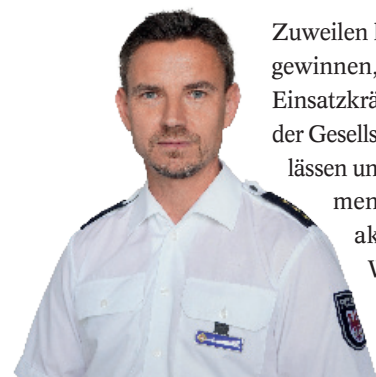 Zuweilen
gewinnen,
Einsatzkrä
der Gesells
lässen un
men
ak